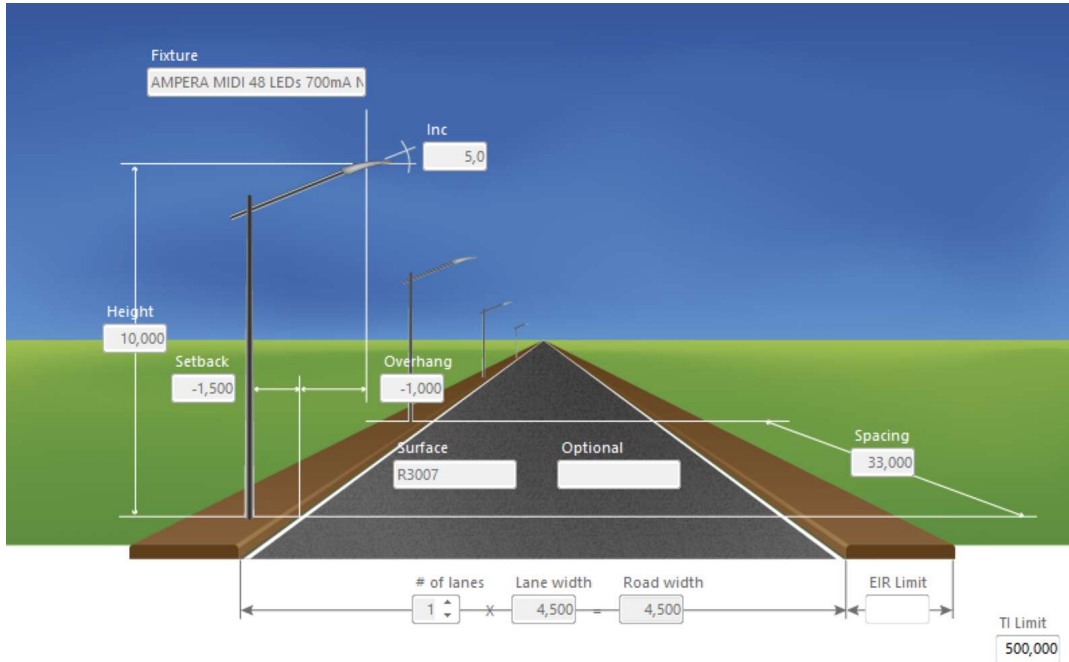 Fixture
AMPERA MIDI 48 LEDs 700mA N
Inc
5,0
Height
10,000
Setback
-1,500
Overhang
-1,000
Surface
R3007
Optional
Spacing
33,000
# of lanes
1
x
Lane width
4,500
=
Road width
4,500
EIR Limit
TI Limit
500,000